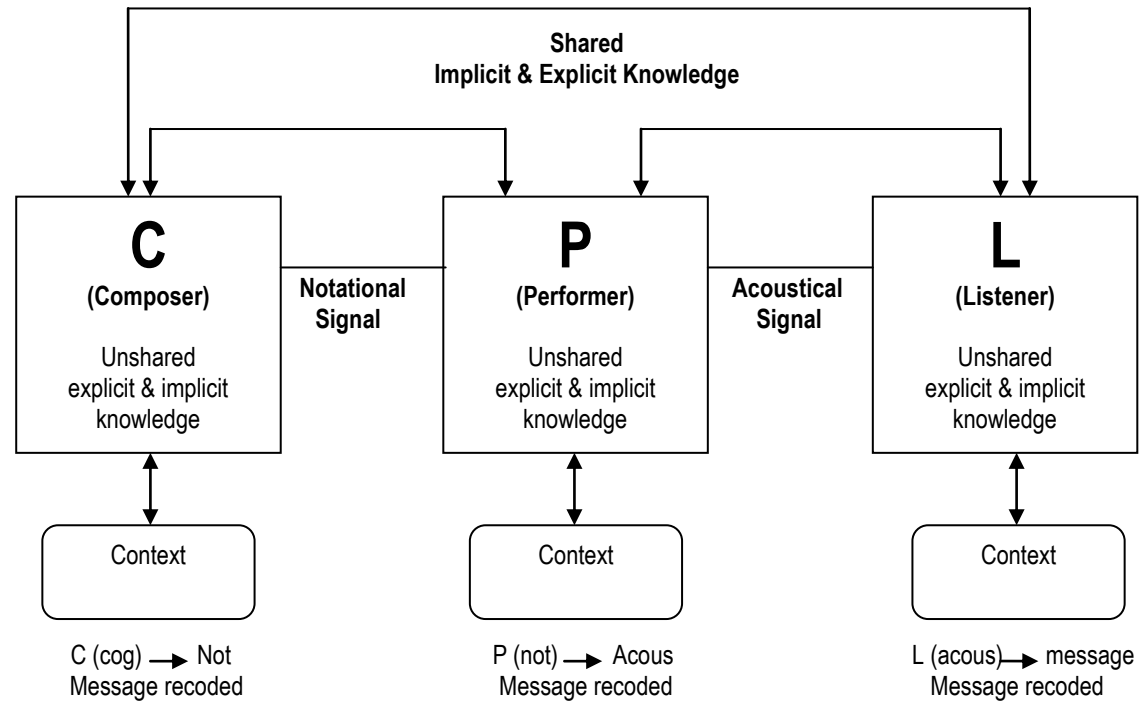 Shared
Implicit & Explicit Knowledge
C
(Composer)
Unshared
explicit & implicit
knowledge
Notational
Signal
P
(Performer)
Unshared
explicit & implicit
knowledge
Acoustical
Signal
L
(Listener)
Unshared
explicit & implicit
knowledge
Context
Context
Context
C (cog) → Not
Message recoded
P (not) → Acous
Message recoded
L (acous) → message
Message recoded